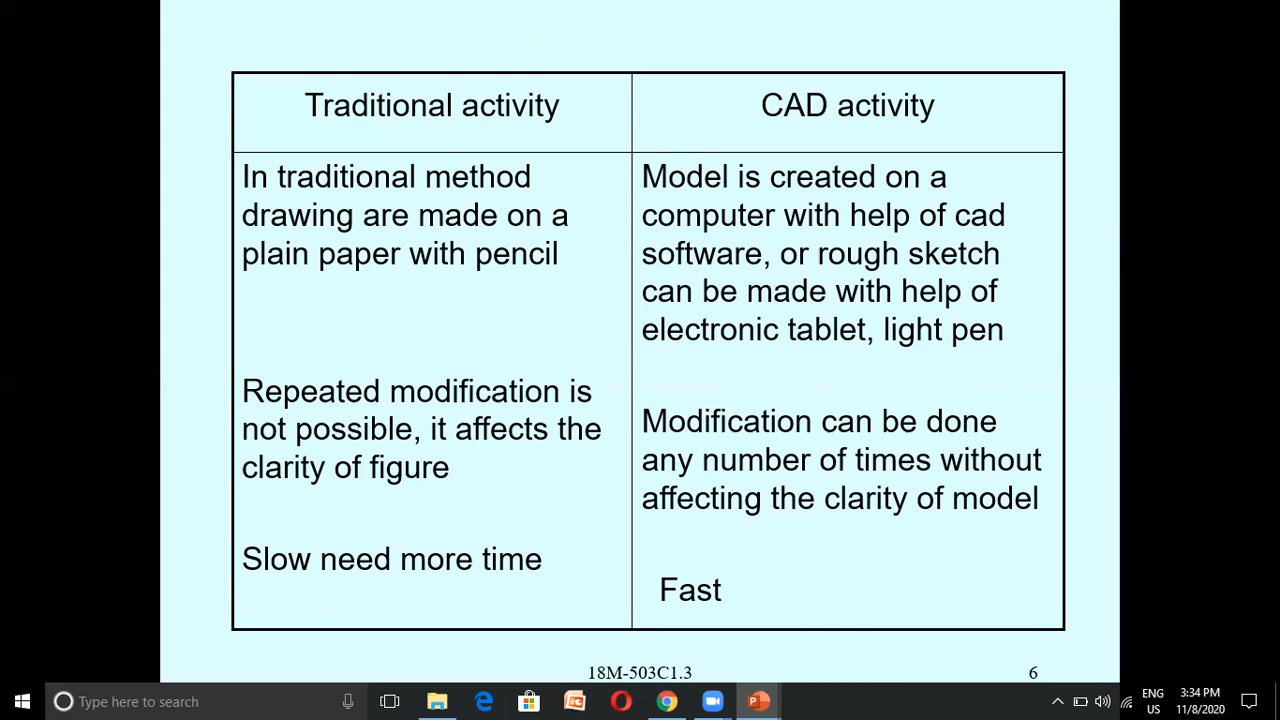 Traditional activity
CAD activity
In traditional method
drawing are made on a
plain paper with pencil
Repeated modification is
not possible, it affects the
clarity of figure
Slow need more time
Model is created on a
computer with help of cad
software, or rough sketch
can be made with help of
electronic tablet, light pen
Modification can be done
any number of times without
affecting the clarity of model
Fast
18M-503C1.3
6
Type here to search
ENG
US
3:34 PM
11/8/2020